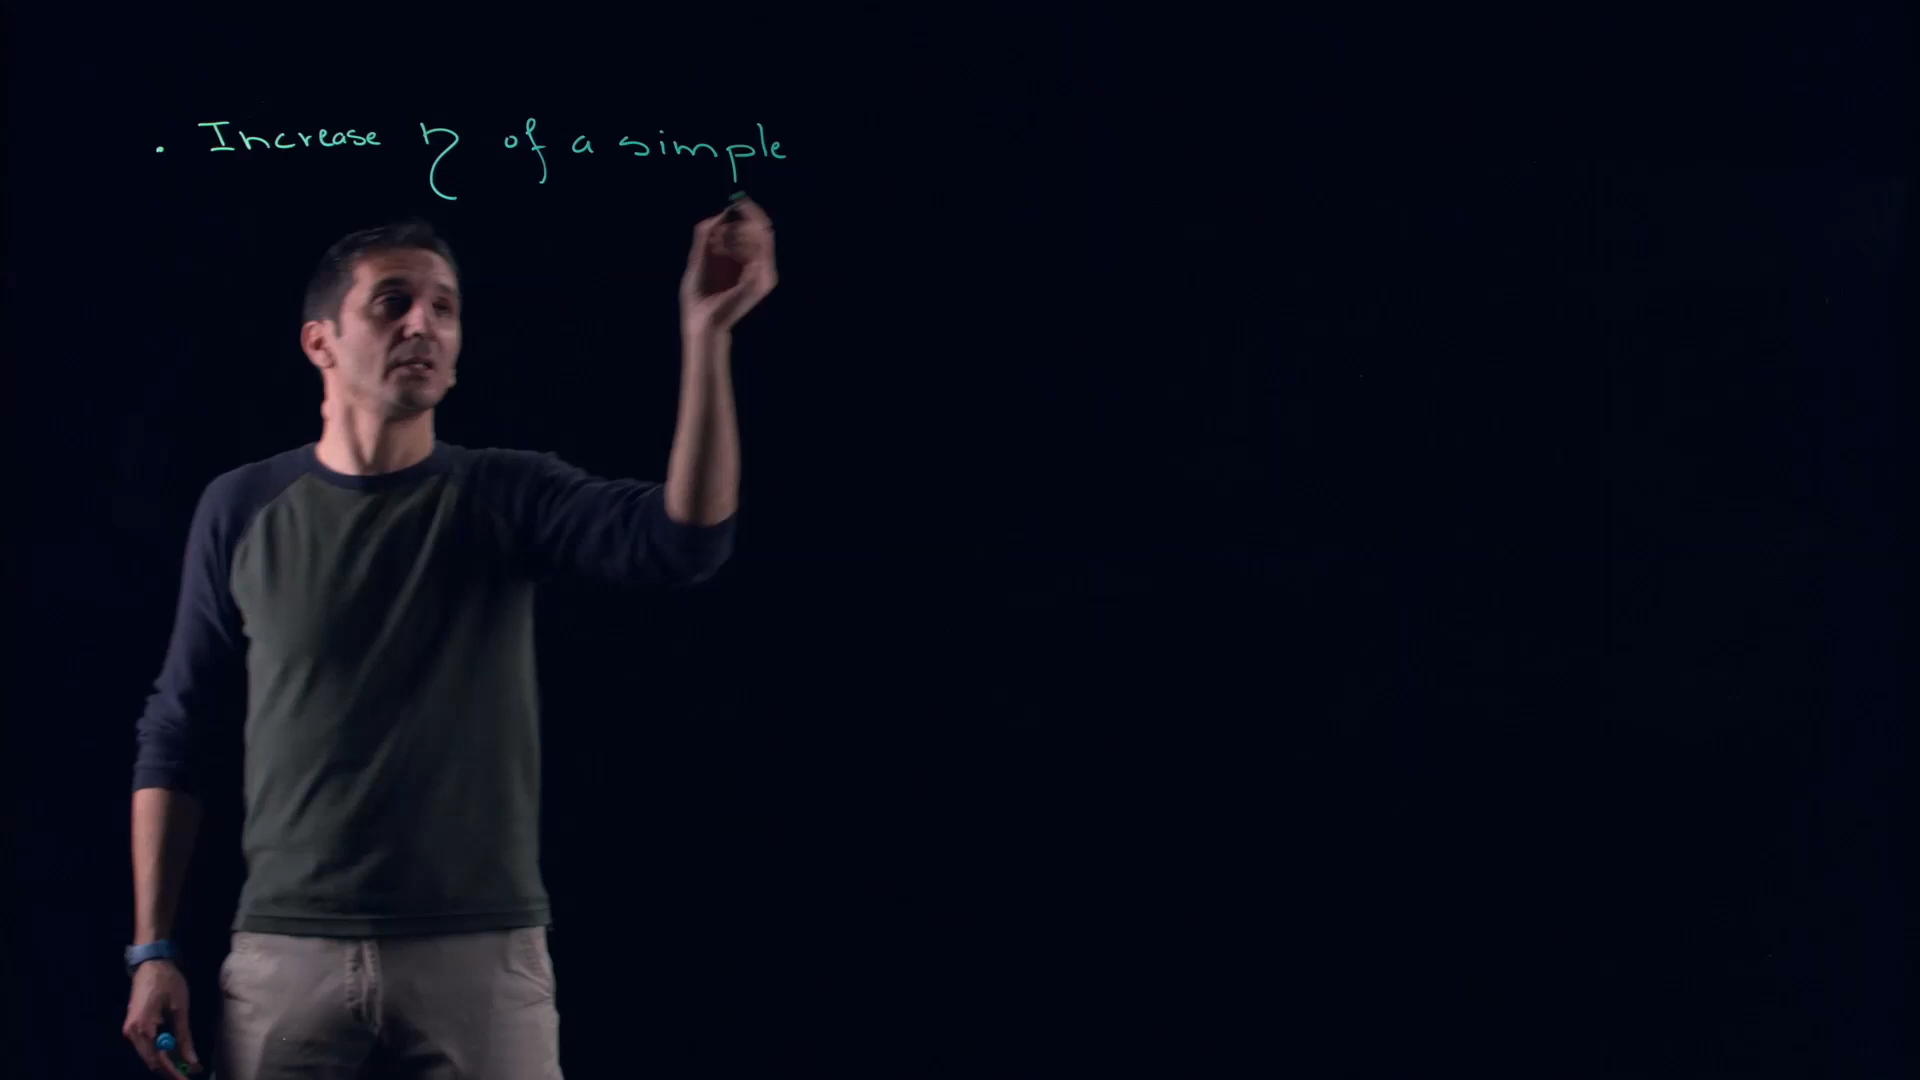 . Increase η of a simple